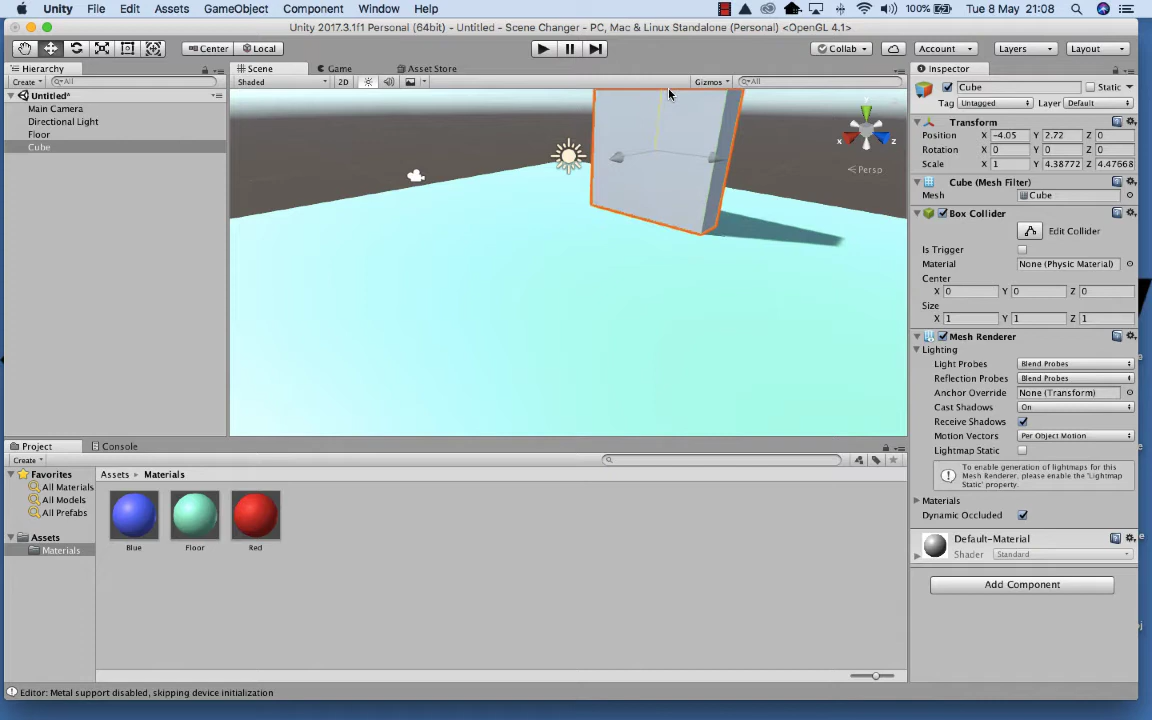 Unity File Edit Assets GameObject Component Window Help 100% Tue 8 May 21:08
Unity 2017.3.1f1 Personal (64bit) - Untitled - Scene Changer - PC, Mac & Linux Standalone (Personal) <OpenGL 4.1>
Center Local Collab Account Layers Layout
Hierarchy
Create All
Untitled*
Main Camera
Directional Light
Floor
Cube
Scene Game Asset Store
Shaded 2D Gizmos All
x z
Persp
Inspector
Cube Static
Tag Untagged Layer Default
Transform
Position X -4.05 Y 2.72 Z 0
Rotation X 0 Y 0 Z 0
Scale X 1 Y 4.38772 Z 4.47668
Cube (Mesh Filter)
Mesh Cube
Box Collider
Edit Collider
Is Trigger
Material None (Physic Material)
Center
X 0 Y 0 Z 0
Size
X 1 Y 1 Z 1
Mesh Renderer
Lighting
Light Probes Blend Probes
Reflection Probes Blend Probes
Anchor Override None (Transform)
Cast Shadows On
Receive Shadows
Motion Vectors Per Object Motion
Lightmap Static
To enable generation of lightmaps for this
Mesh Renderer, please enable the 'Lightmap
Static' property.
Materials
Dynamic Occluded
Default-Material
Shader Standard
Add Component
Project Console
Create
Favorites
All Materials
All Models
All Prefabs
Assets
Materials
Assets Materials
Blue Floor Red
Editor: Metal support disabled, skipping device initialization